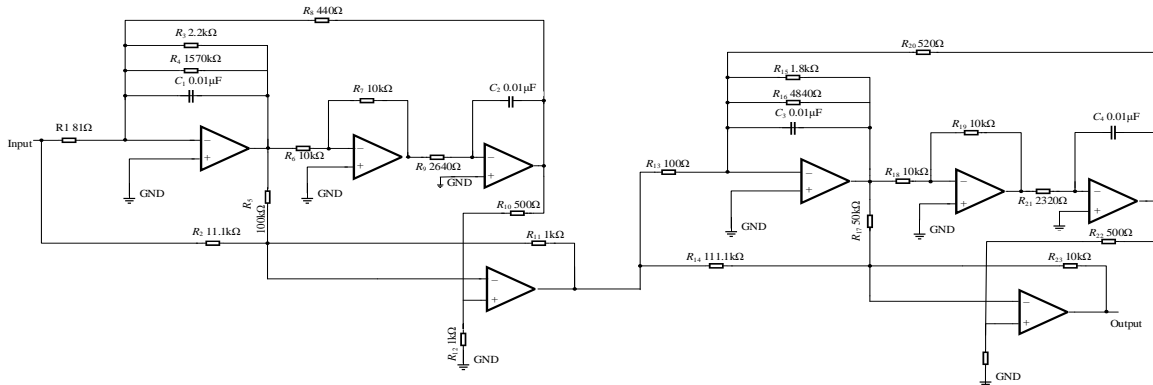 R8 440Ω
R3 2.2kΩ
R4 1570kΩ
C1 0.01μF
R7 10kΩ
C2 0.01μF
R1 81Ω
Input
R6 10kΩ
R9 2640Ω
GND
GND
GND
R5 100kΩ
R10 500Ω
R2 11.1kΩ
R11 1kΩ
R12 1kΩ
GND
R20 520Ω
R15 1.8kΩ
R16 4840Ω
C3 0.01μF
R19 10kΩ
C4 0.01μF
R13 100Ω
R18 10kΩ
R21 2320Ω
GND
GND
GND
R17 50kΩ
R22 500Ω
R14 111.1kΩ
R23 10kΩ
Output
GND